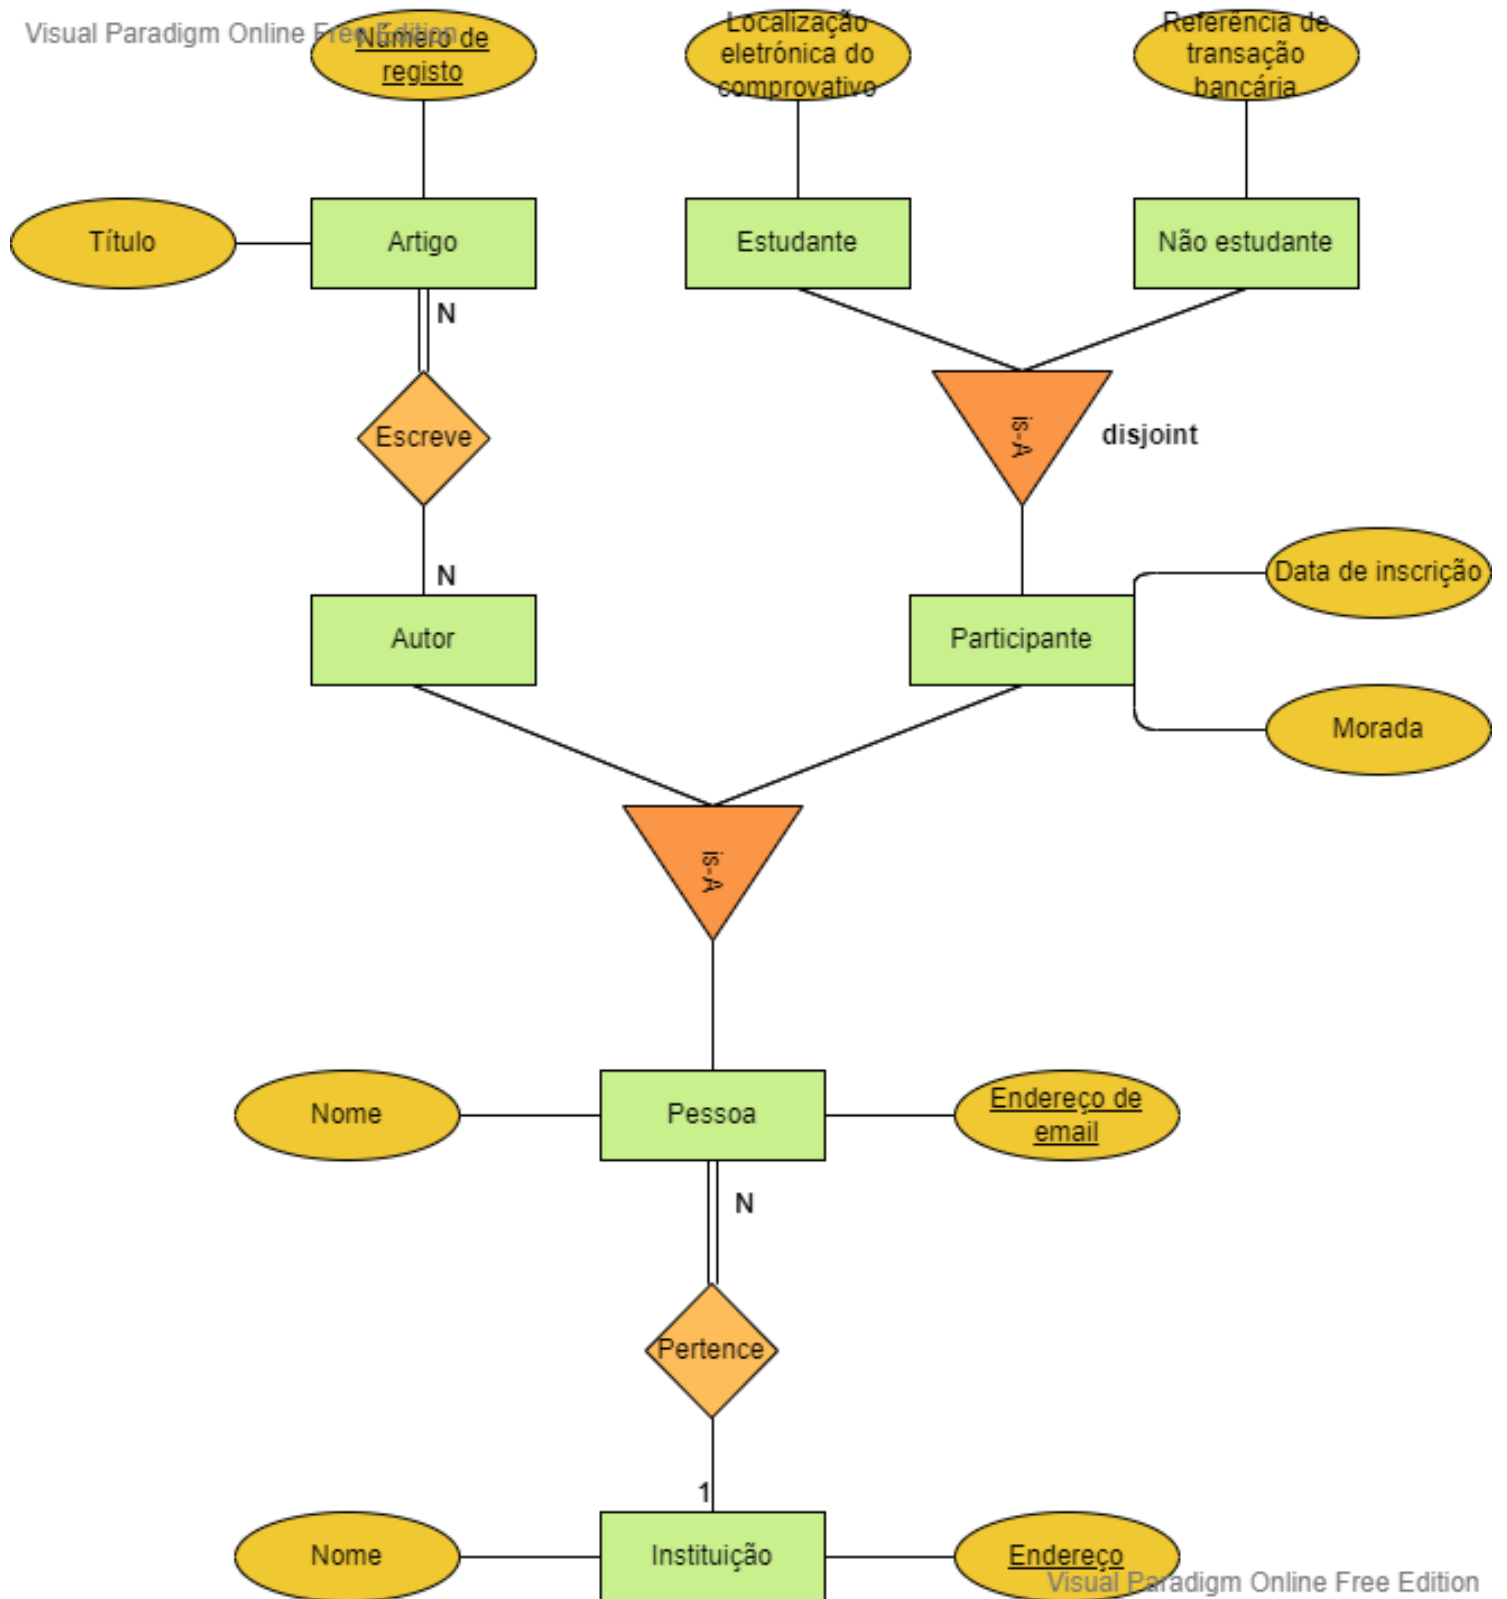 Visual Paradigm Online Free Edition
Número de
registo
Localização
eletrónica do
comprovativo
Referência de
transação
bancária
Título
Artigo
Estudante
Não estudante
N
Escreve
is-A
disjoint
N
Data de inscrição
Autor
Participante
Morada
is-A
Nome
Pessoa
Endereço de
email
N
Pertence
1
Nome
Instituição
Endereço
Visual Paradigm Online Free Edition